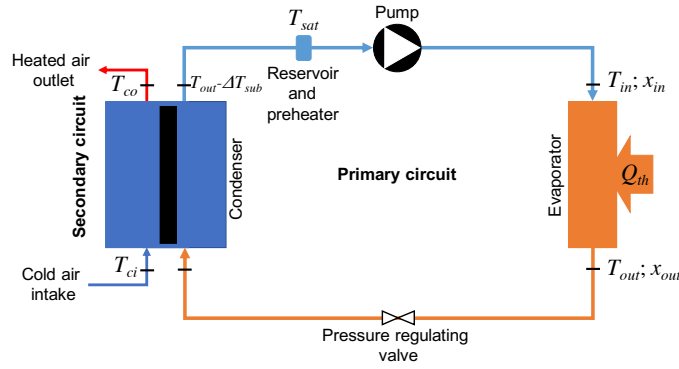 Pump
T_sat
Heated air
outlet
T_co
T_out-ΔT_sub
Reservoir
and
preheater
T_in; x_in
Secondary circuit
Condenser
Primary circuit
Evaporator
Q_th
Cold air
intake
T_ci
T_out; x_out
Pressure regulating
valve